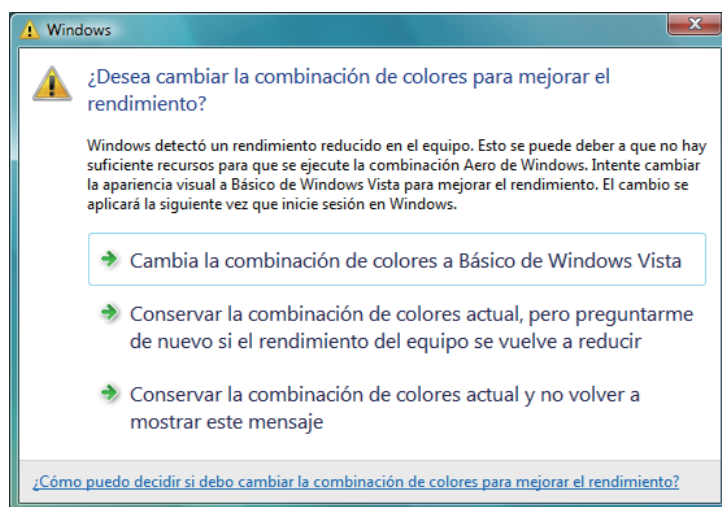 Windows
¿Desea cambiar la combinación de colores para mejorar el
rendimiento?
Windows detectó un rendimiento reducido en el equipo. Esto se puede deber a que no hay
suficiente recursos para que se ejecute la combinación Aero de Windows. Intente cambiar
la apariencia visual a Básico de Windows Vista para mejorar el rendimiento. El cambio se
aplicará la siguiente vez que inicie sesión en Windows.
Cambia la combinación de colores a Básico de Windows Vista
Conservar la combinación de colores actual, pero preguntarme
de nuevo si el rendimiento del equipo se vuelve a reducir
Conservar la combinación de colores actual y no volver a
mostrar este mensaje
¿Cómo puedo decidir si debo cambiar la combinación de colores para mejorar el rendimiento?